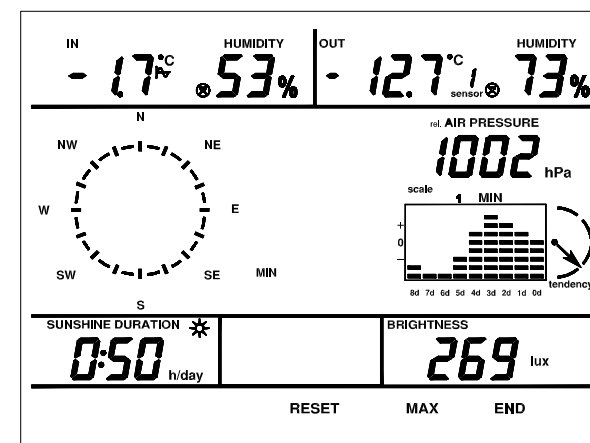 IN HUMIDITY OUT HUMIDITY
-1.7 °C 53% -12.7 °C 1 sensor 73%
N
NW NE
W E
SW SE MIN
S
rel. AIR PRESSURE
1002 hPa
scale 1 MIN
+
0
–
8d 7d 6d 5d 4d 3d 2d 1d 0d
tendency
SUNSHINE DURATION BRIGHTNESS
0:50 h/day 269 lux
RESET MAX END